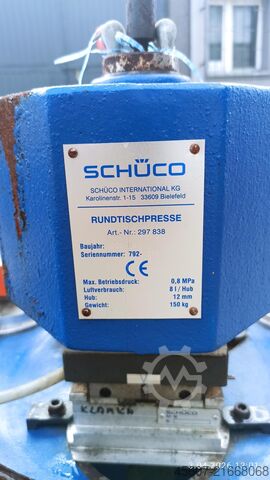 SCHÜCO
SCHÜCO INTERNATIONAL KG
Karolinenstr. 1-15 33609 Bielefeld
RUNDTISCHPRESSE
Art.- Nr.: 297 838
Baujahr:
Seriennummer: 792-
CE
Max. Betriebsdruck: 0,8 MPa
Luftverbrauch: 8 l / Hub
Hub: 12 mm
Gewicht: 150 kg
KLAMKA
SCHÜCO